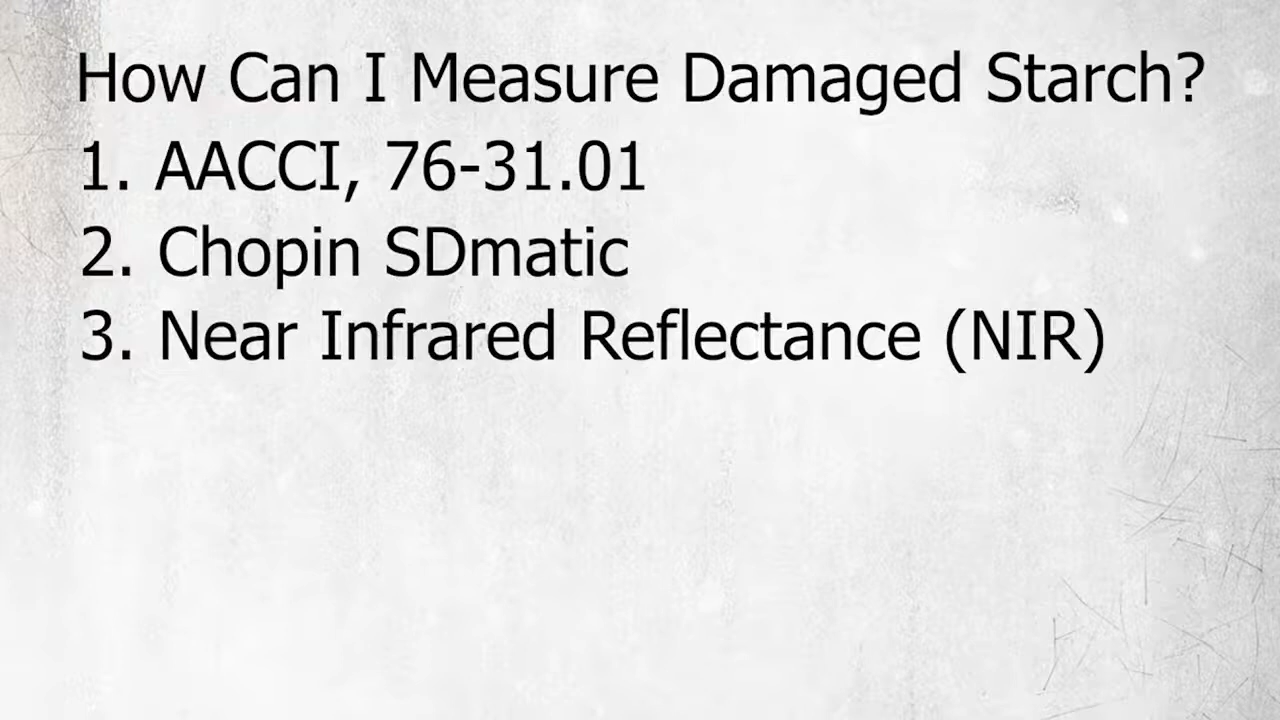 How Can I Measure Damaged Starch?
1. AACCI, 76-31.01
2. Chopin SDmatic
3. Near Infrared Reflectance (NIR)